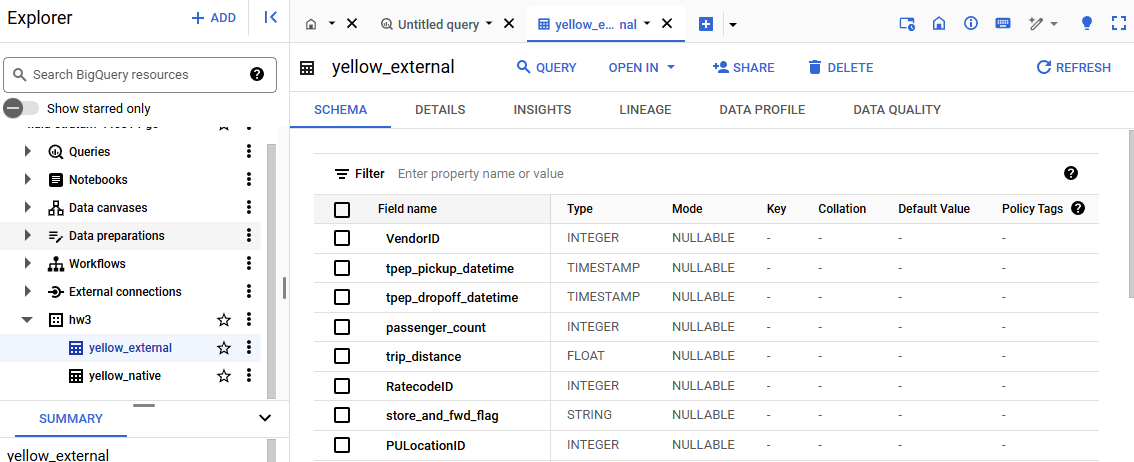 Explorer
+ ADD
Search BigQuery resources
Show starred only
Queries
Notebooks
Data canvases
Data preparations
Workflows
External connections
hw3
yellow_external
yellow_native
SUMMARY
yellow_external
Untitled query
yellow_e... nal
yellow_external
QUERY
OPEN IN
SHARE
DELETE
REFRESH
SCHEMA DETAILS INSIGHTS LINEAGE DATA PROFILE DATA QUALITY
Filter Enter property name or value
Field name Type Mode Key Collation Default Value Policy Tags
VendorID INTEGER NULLABLE - - - -
tpep_pickup_datetime TIMESTAMP NULLABLE - - - -
tpep_dropoff_datetime TIMESTAMP NULLABLE - - - -
passenger_count INTEGER NULLABLE - - - -
trip_distance FLOAT NULLABLE - - - -
RatecodeID INTEGER NULLABLE - - - -
store_and_fwd_flag STRING NULLABLE - - - -
PULocationID INTEGER NULLABLE - - - -